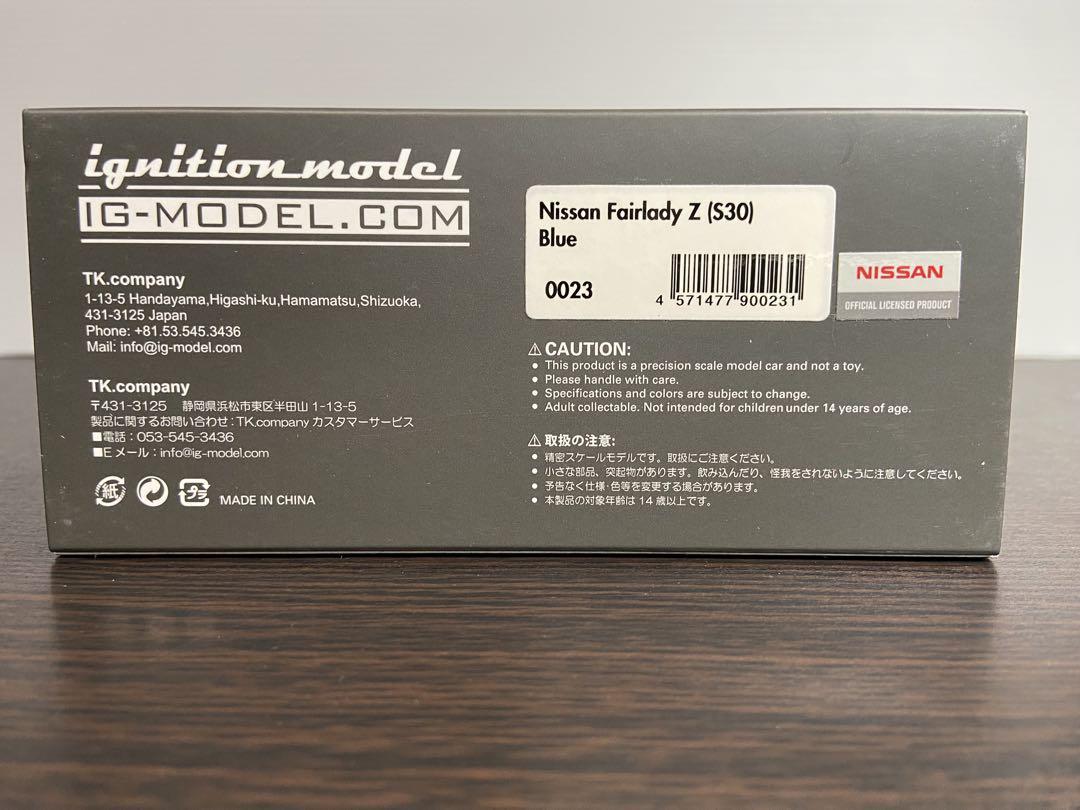 ignition model
IG-MODEL.COM
TK.company
1-13-5 Handayama,Higashi-ku,Hamamatsu,Shizuoka,
431-3125 Japan
Phone: +81.53.545.3436
Mail: info@ig-model.com
TK.company
〒431-3125 静岡県浜松市東区半田山 1-13-5
製品に関するお問い合わせ：TK.company カスタマーサービス
■電話：053-545-3436
■E メール：info@ig-model.com
紙 プラ MADE IN CHINA
Nissan Fairlady Z (S30)
Blue
0023
4 571477 900231
NISSAN
OFFICIAL LICENSED PRODUCT
⚠ CAUTION:
● This product is a precision scale model car and not a toy.
● Please handle with care.
● Specifications and colors are subject to change.
● Adult collectable. Not intended for children under 14 years of age.
⚠ 取扱の注意:
● 精密スケールモデルです。取扱にご注意ください。
● 小さな部品、突起物があります。飲み込んだり、怪我をされないように注意してください。
● 予告なく仕様・色等を変更する場合があります。
● 本製品の対象年齢は 14 歳以上です。